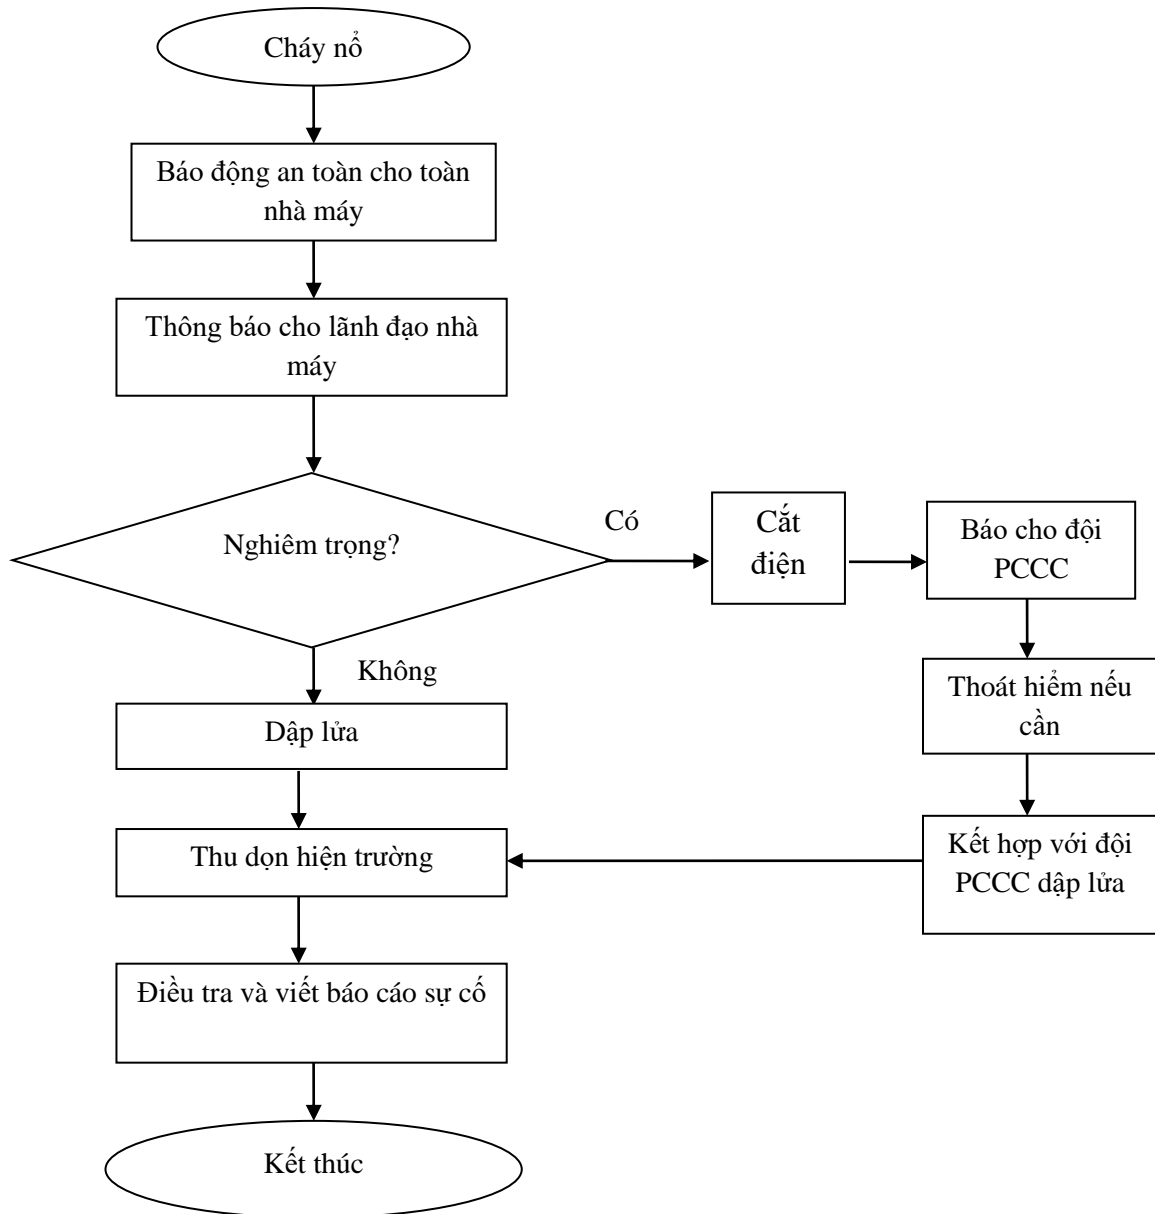 Cháy nổ
Báo động an toàn cho toàn
nhà máy
Thông báo cho lãnh đạo nhà
máy
Nghiêm trọng?
Có
Cắt
điện
Báo cho đội
PCCC
Thoát hiểm nếu
cần
Kết hợp với đội
PCCC dập lửa
Không
Dập lửa
Thu dọn hiện trường
Điều tra và viết báo cáo sự cố
Kết thúc